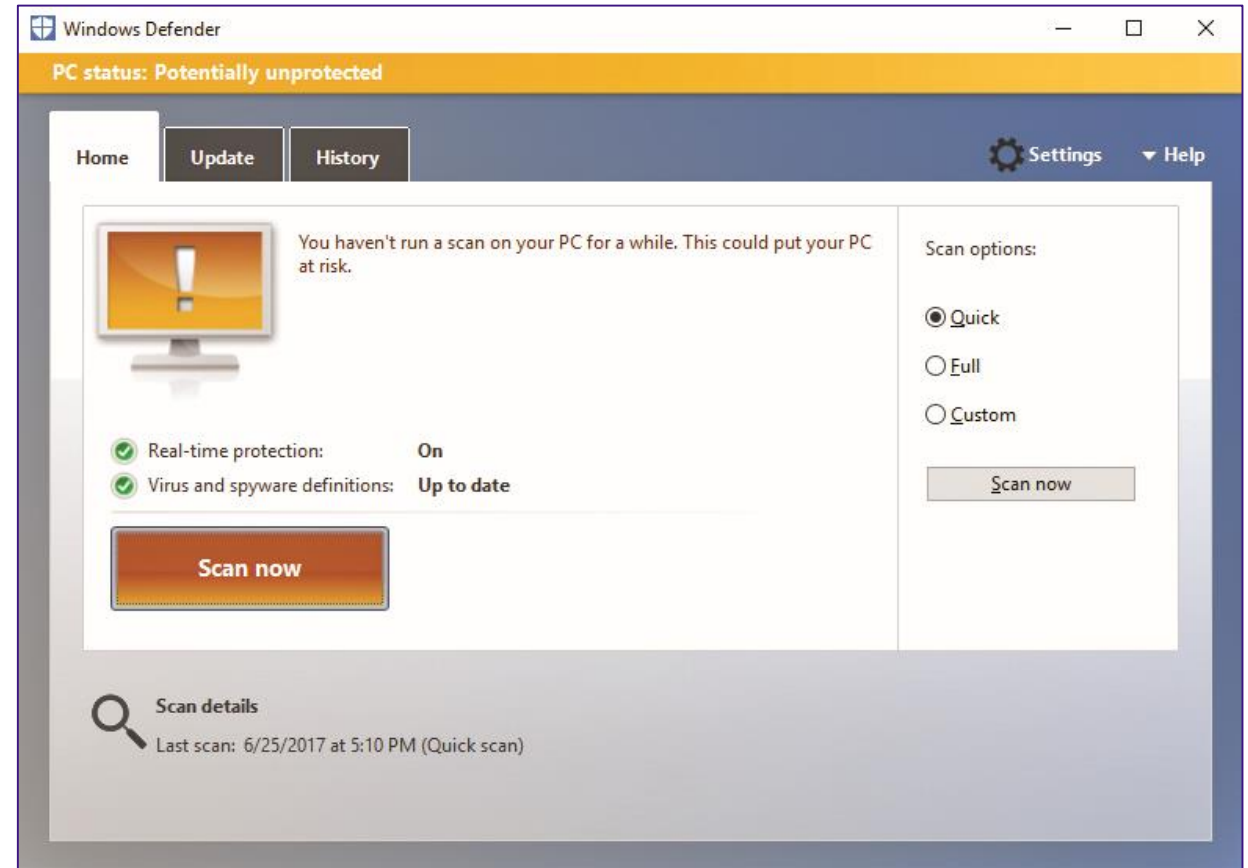 Windows Defender
PC status: Potentially unprotected
Home
Update
History
Settings
Help
You haven't run a scan on your PC for a while. This could put your PC
at risk.
Real-time protection: On
Virus and spyware definitions: Up to date
Scan now
Scan options:
Quick
Full
Custom
Scan now
Scan details
Last scan: 6/25/2017 at 5:10 PM (Quick scan)